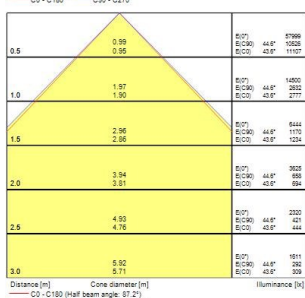 C0 - C180 C90 - C270
0.5 0.99 0.95 E(0°) 57999
E(C90) 44.6° 10526
E(C0) 43.6° 11107
1.0 1.97 1.90 E(0°) 14500
E(C90) 44.6° 2632
E(C0) 43.6° 2777
1.5 2.96 2.86 E(0°) 6444
E(C90) 44.6° 1170
E(C0) 43.6° 1234
2.0 3.94 3.81 E(0°) 3625
E(C90) 44.6° 658
E(C0) 43.6° 694
2.5 4.93 4.76 E(0°) 2320
E(C90) 44.6° 421
E(C0) 43.6° 444
3.0 5.92 5.71 E(0°) 1611
E(C90) 44.6° 292
E(C0) 43.6° 309
Distance [m] Cone diameter [m] Illuminance [lx]
C0 - C180 (Half beam angle: 87.2°)